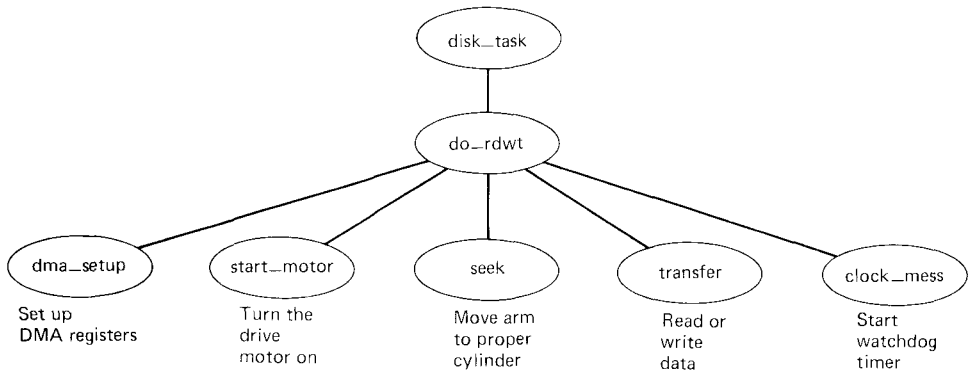 disk_task
do_rdwt
dma_setup
start_motor
seek
transfer
clock_mess
Set up
DMA registers
Turn the
drive
motor on
Move arm
to proper
cylinder
Read or
write
data
Start
watchdog
timer